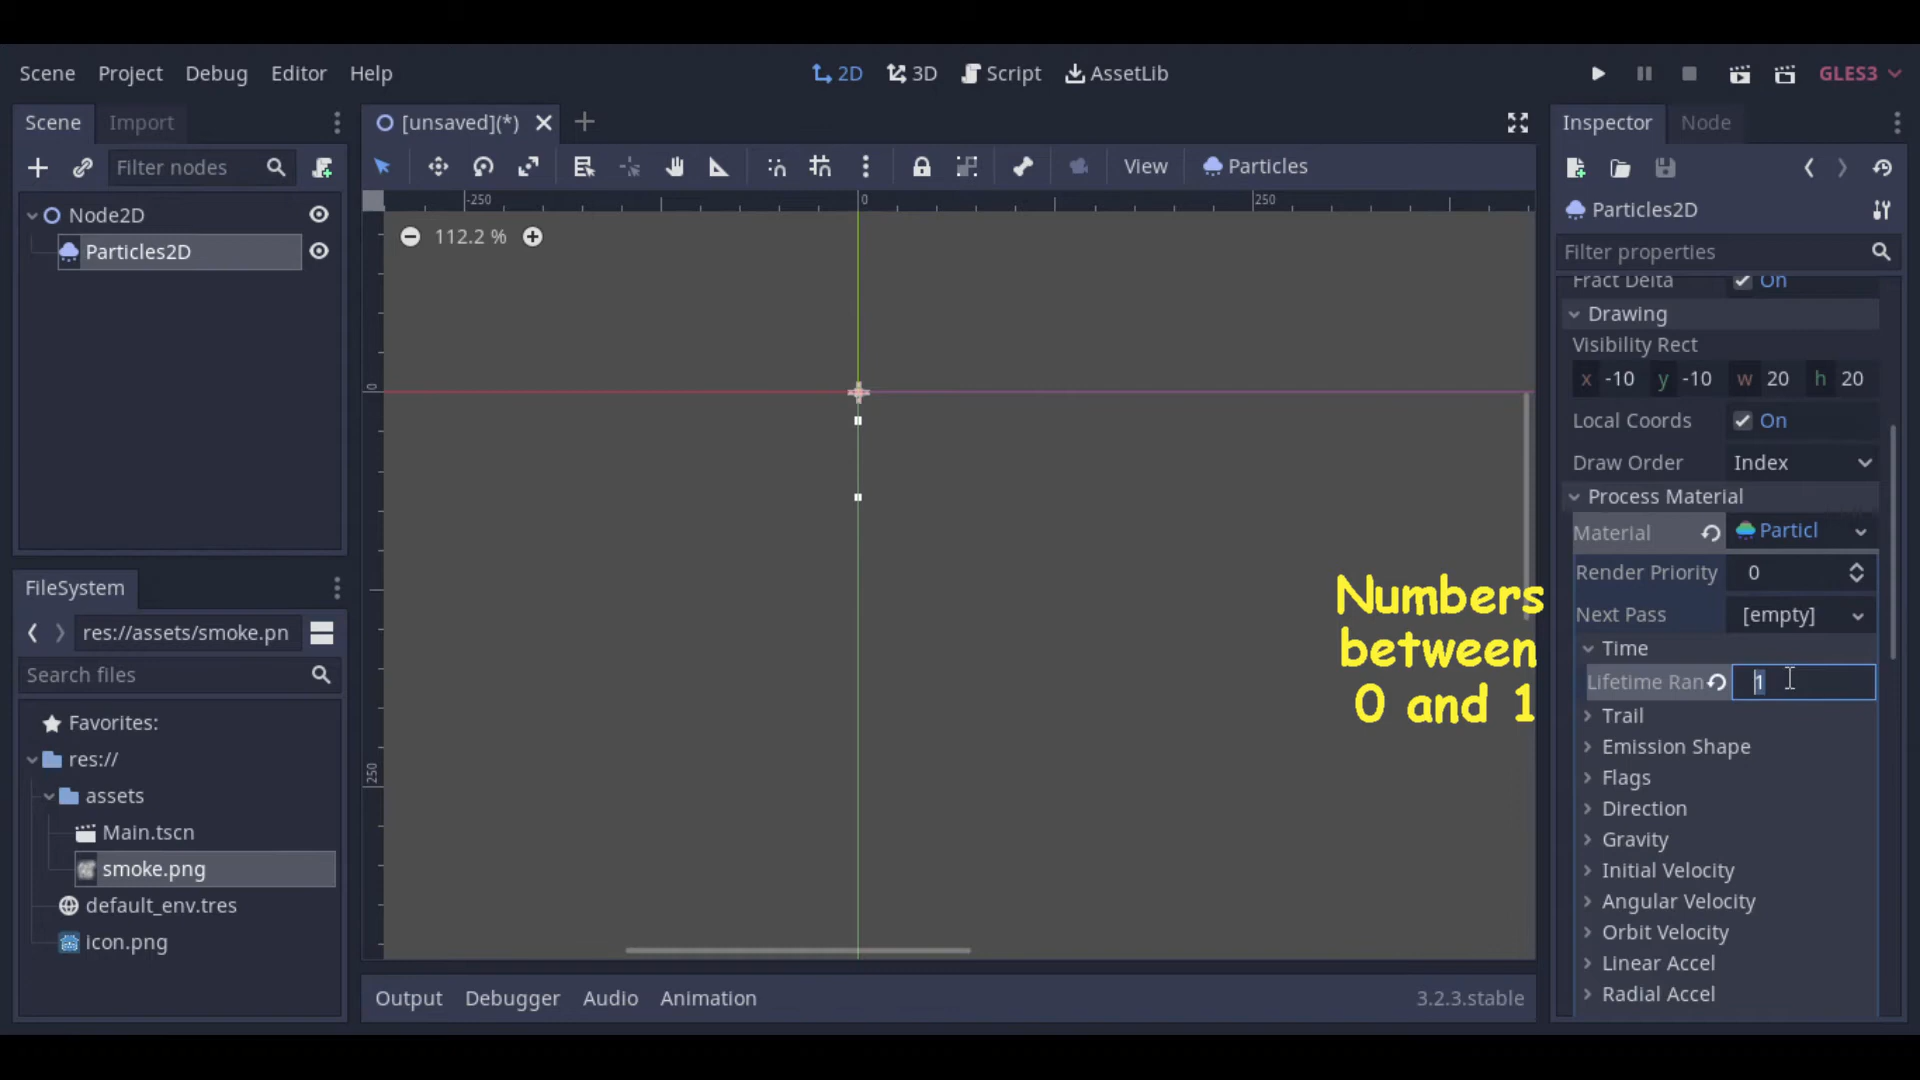 Scene Project Debug Editor Help 2D 3D Script AssetLib GLES3
Scene Import
Filter nodes
Node2D
Particles2D
FileSystem
res://assets/smoke.pn
Search files
Favorites:
res://
assets
Main.tscn
smoke.png
default_env.tres
icon.png
[unsaved](*)
View Particles
-250 0 250
112.2 %
0
250
Numbers
between
0 and 1
Output Debugger Audio Animation 3.2.3.stable
Inspector Node
Particles2D
Filter properties
Fract Delta On
Drawing
Visibility Rect
x -10 y -10 w 20 h 20
Local Coords On
Draw Order Index
Process Material
Material Particl
Render Priority 0
Next Pass [empty]
Time
Lifetime Ran 1
Trail
Emission Shape
Flags
Direction
Gravity
Initial Velocity
Angular Velocity
Orbit Velocity
Linear Accel
Radial Accel